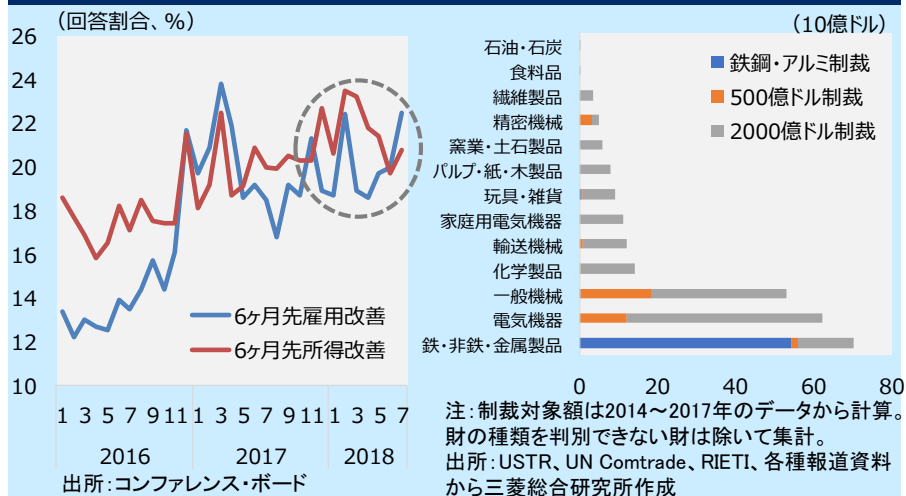 (回答割合、%)
26
24
22
20
18
16
14
12
10
6ヶ月先雇用改善
6ヶ月先所得改善
1 3 5 7 9 11 1 3 5 7 9 11 1 3 5 7
2016 2017 2018
出所:コンファレンス・ボード
(10億ドル)
石油・石炭
食料品
繊維製品
精密機械
窯業・土石製品
パルプ・紙・木製品
玩具・雑貨
家庭用電気機器
輸送機械
化学製品
一般機械
電気機器
鉄・非鉄・金属製品
鉄鋼・アルミ制裁
500億ドル制裁
2000億ドル制裁
0 20 40 60 80
注:制裁対象額は2014～2017年のデータから計算。
財の種類を判別できない財は除いて集計。
出所:USTR、UN Comtrade、RIETI、各種報道資料
から三菱総合研究所作成